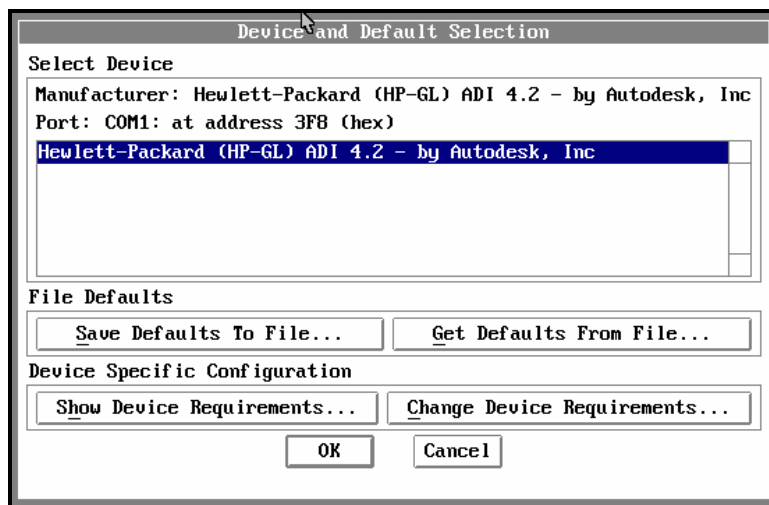 Device and Default Selection
Select Device
Manufacturer: Hewlett-Packard (HP-GL) ADI 4.2 - by Autodesk, Inc
Port: COM1: at address 3F8 (hex)
Hewlett-Packard (HP-GL) ADI 4.2 - by Autodesk, Inc
File Defaults
Save Defaults To File... Get Defaults From File...
Device Specific Configuration
Show Device Requirements... Change Device Requirements...
OK Cancel